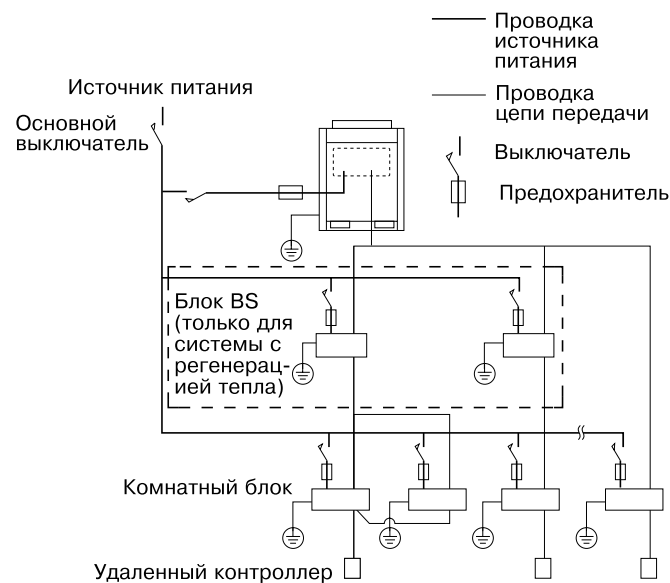 Проводка
источника
питания
Источник питания
Проводка
цепи передачи
Основной
выключатель
Выключатель
Предохранитель
Блок BS
(только для
системы с
регенерац-
ией тепла)
Комнатный блок
Удаленный контроллер